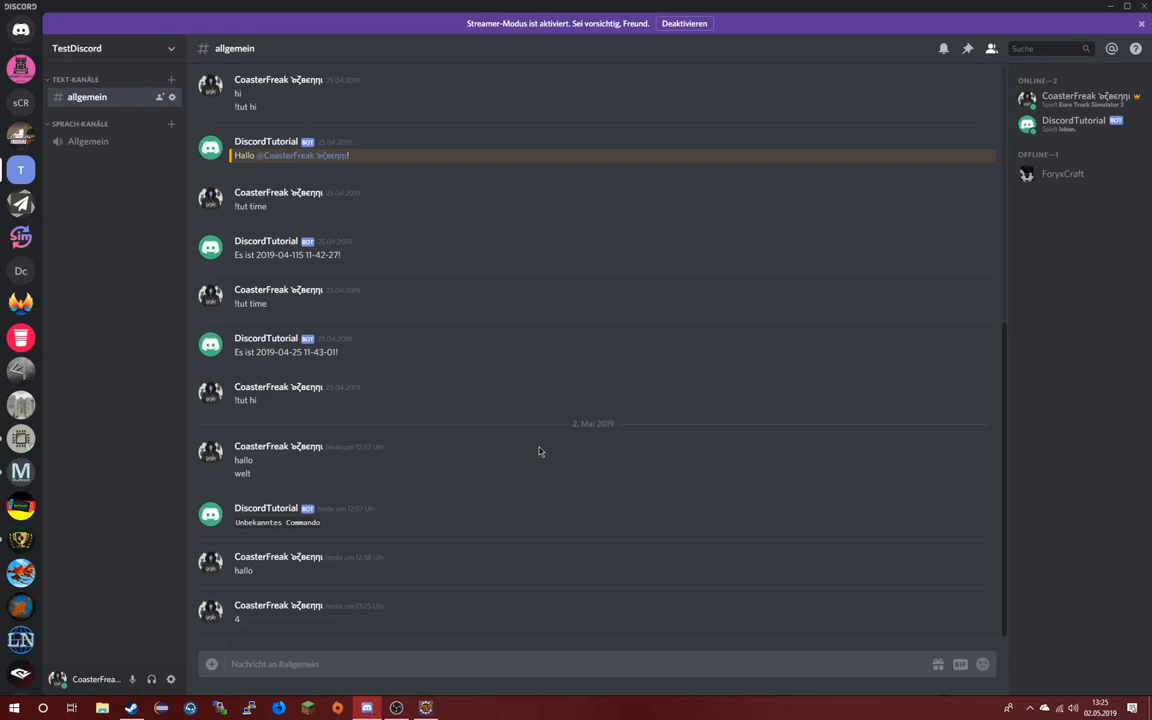 DISCORD
Streamer-Modus ist aktiviert. Sei vorsichtig, Freund.
Deaktivieren
TestDiscord
# allgemein
Suche
TEXT-KANÄLE
# allgemein
SPRACH-KANÄLE
Allgemein
sCR
T
Dc
M
LN
CoasterFreak 25.04.2019
hi
!tut hi
DiscordTutorial BOT 25.04.2019
Hallo @CoasterFreak !
CoasterFreak 25.04.2019
!tut time
DiscordTutorial BOT 25.04.2019
Es ist 2019-04-115 11-42-27!
CoasterFreak 25.04.2019
!tut time
DiscordTutorial BOT 25.04.2019
Es ist 2019-04-25 11-43-01!
CoasterFreak 25.04.2019
!tut hi
2. Mai 2019
CoasterFreak heute um 12:57 Uhr
hallo
welt
DiscordTutorial BOT heute um 12:57 Uhr
Unbekanntes Commando
CoasterFreak heute um 12:58 Uhr
hallo
CoasterFreak heute um 13:25 Uhr
4
Nachricht an #allgemein
GIF
ONLINE—2
CoasterFreak
Spielt Euro Truck Simulator 2
DiscordTutorial BOT
Spielt
OFFLINE—1
ForyxCraft
CoasterFrea...
13:25
02.05.2019